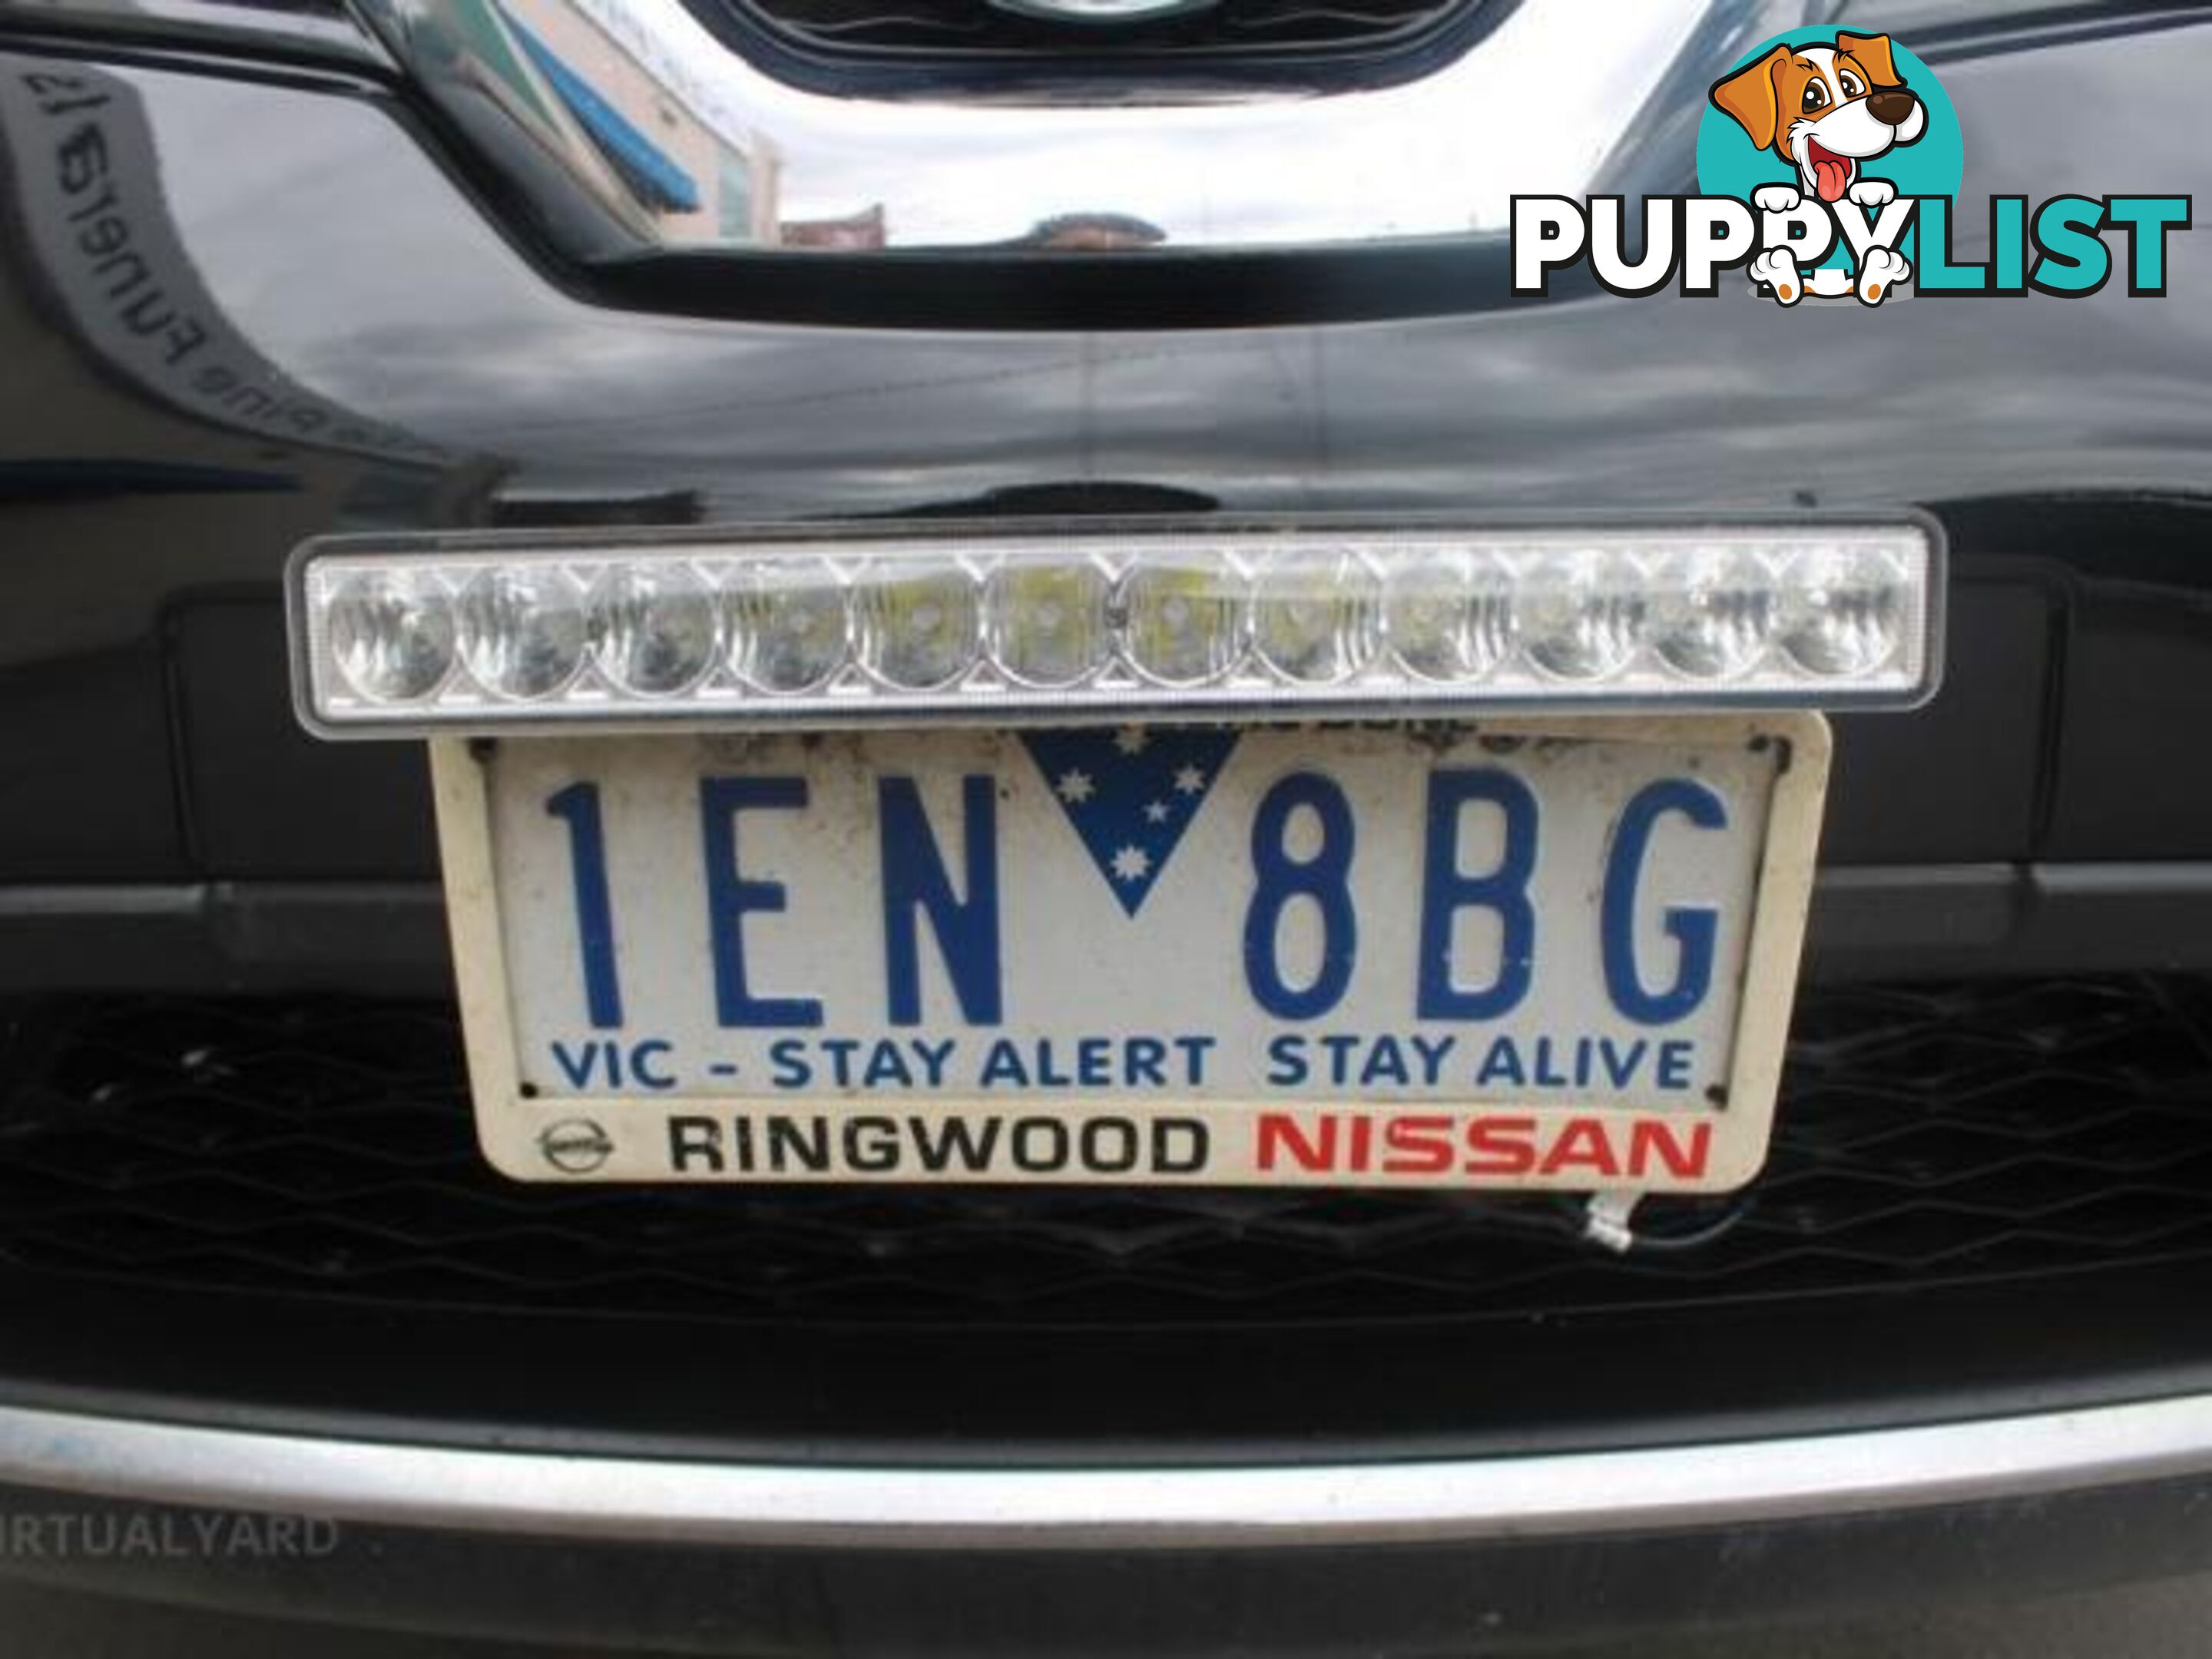 PUPPYLIST
1EN 8BG
VIC - STAY ALERT STAY ALIVE
RINGWOOD NISSAN
IRTUALYARD